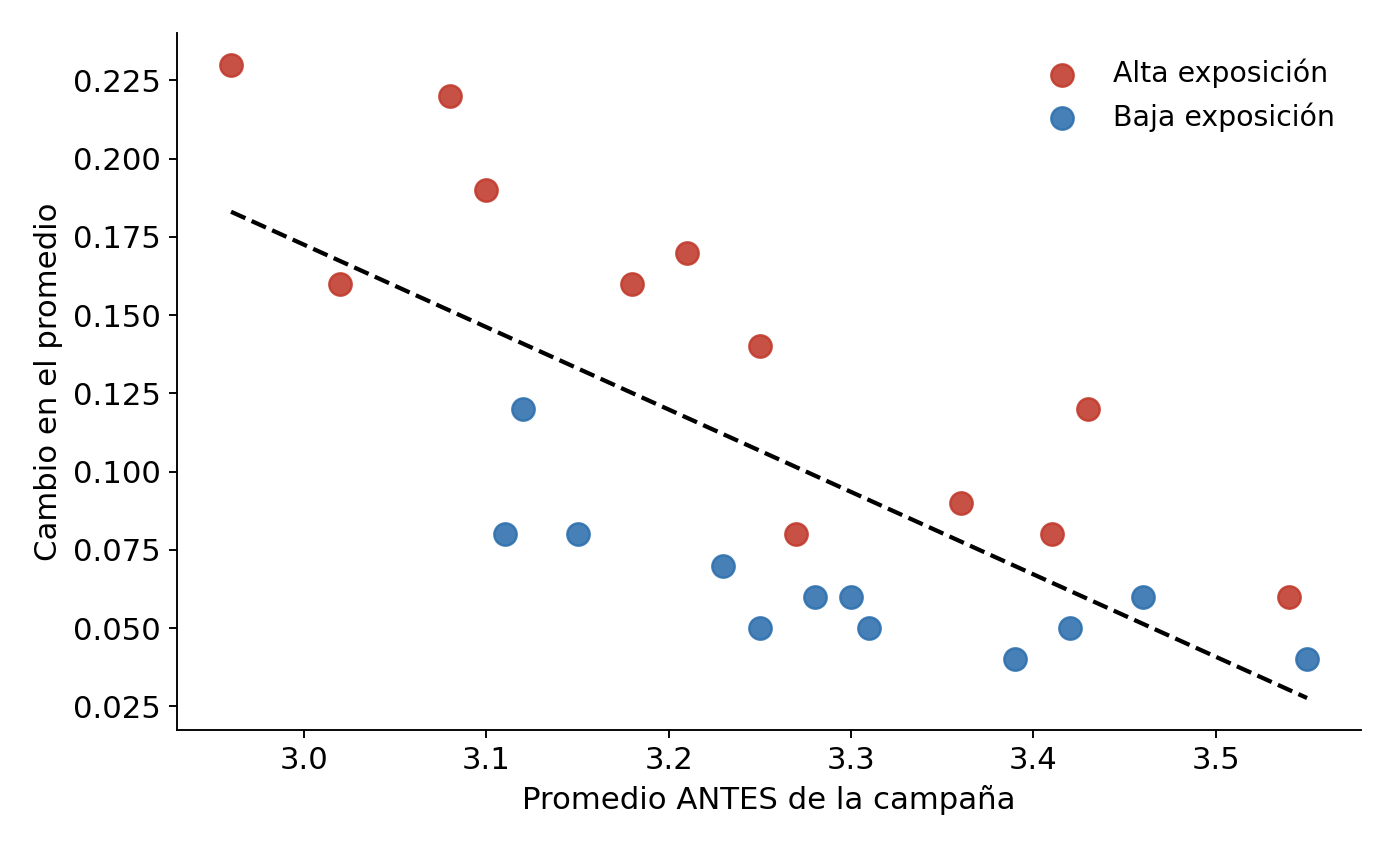 Alta exposición
Baja exposición
Cambio en el promedio
0.225
0.200
0.175
0.150
0.125
0.100
0.075
0.050
0.025
3.0 3.1 3.2 3.3 3.4 3.5
Promedio ANTES de la campaña